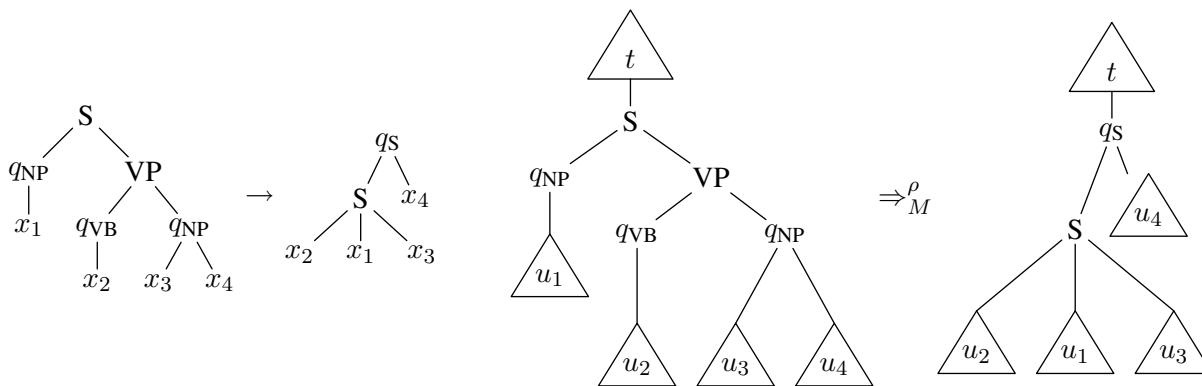 S
q_NP VP
x_1 q_VB q_NP
x_2 x_3 x_4
→
q_S
S x_4
x_2 x_1 x_3
t
S
q_NP VP
u_1 q_VB q_NP
u_2 u_3 u_4
⇒_M^ρ
t
q_S
S u_4
u_2 u_1 u_3